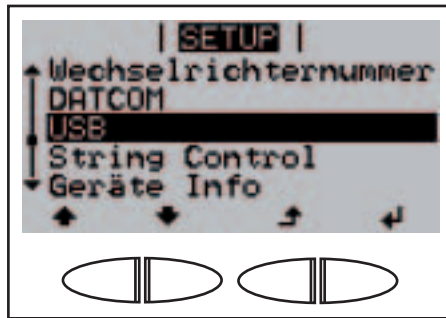 SETUP
Wechselrichternummer
DATCOM
USB
String Control
Geräte Info